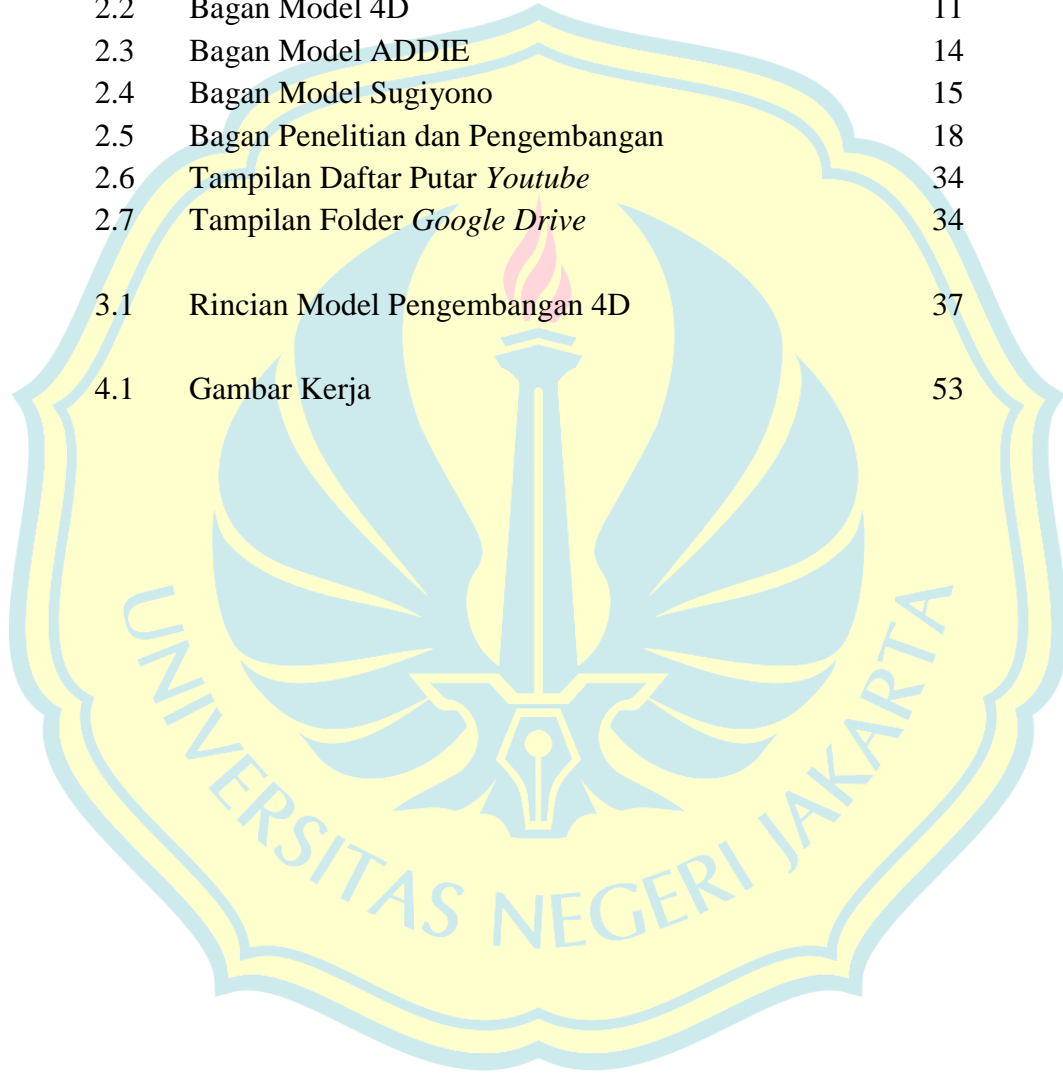 2.2 Bagan Model 4D 11
2.3 Bagan Model ADDIE 14
2.4 Bagan Model Sugiyono 15
2.5 Bagan Penelitian dan Pengembangan 18
2.6 Tampilan Daftar Putar Youtube 34
2.7 Tampilan Folder Google Drive 34
3.1 Rincian Model Pengembangan 4D 37
4.1 Gambar Kerja 53
UNIVERSITAS NEGERI JAKARTA